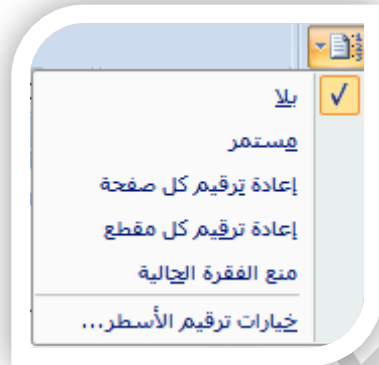 بلا
مستمر
إعادة ترقيم كل صفحة
إعادة ترقيم كل مقطع
منع الفقرة الحالية
خيارات ترقيم الأسطر...